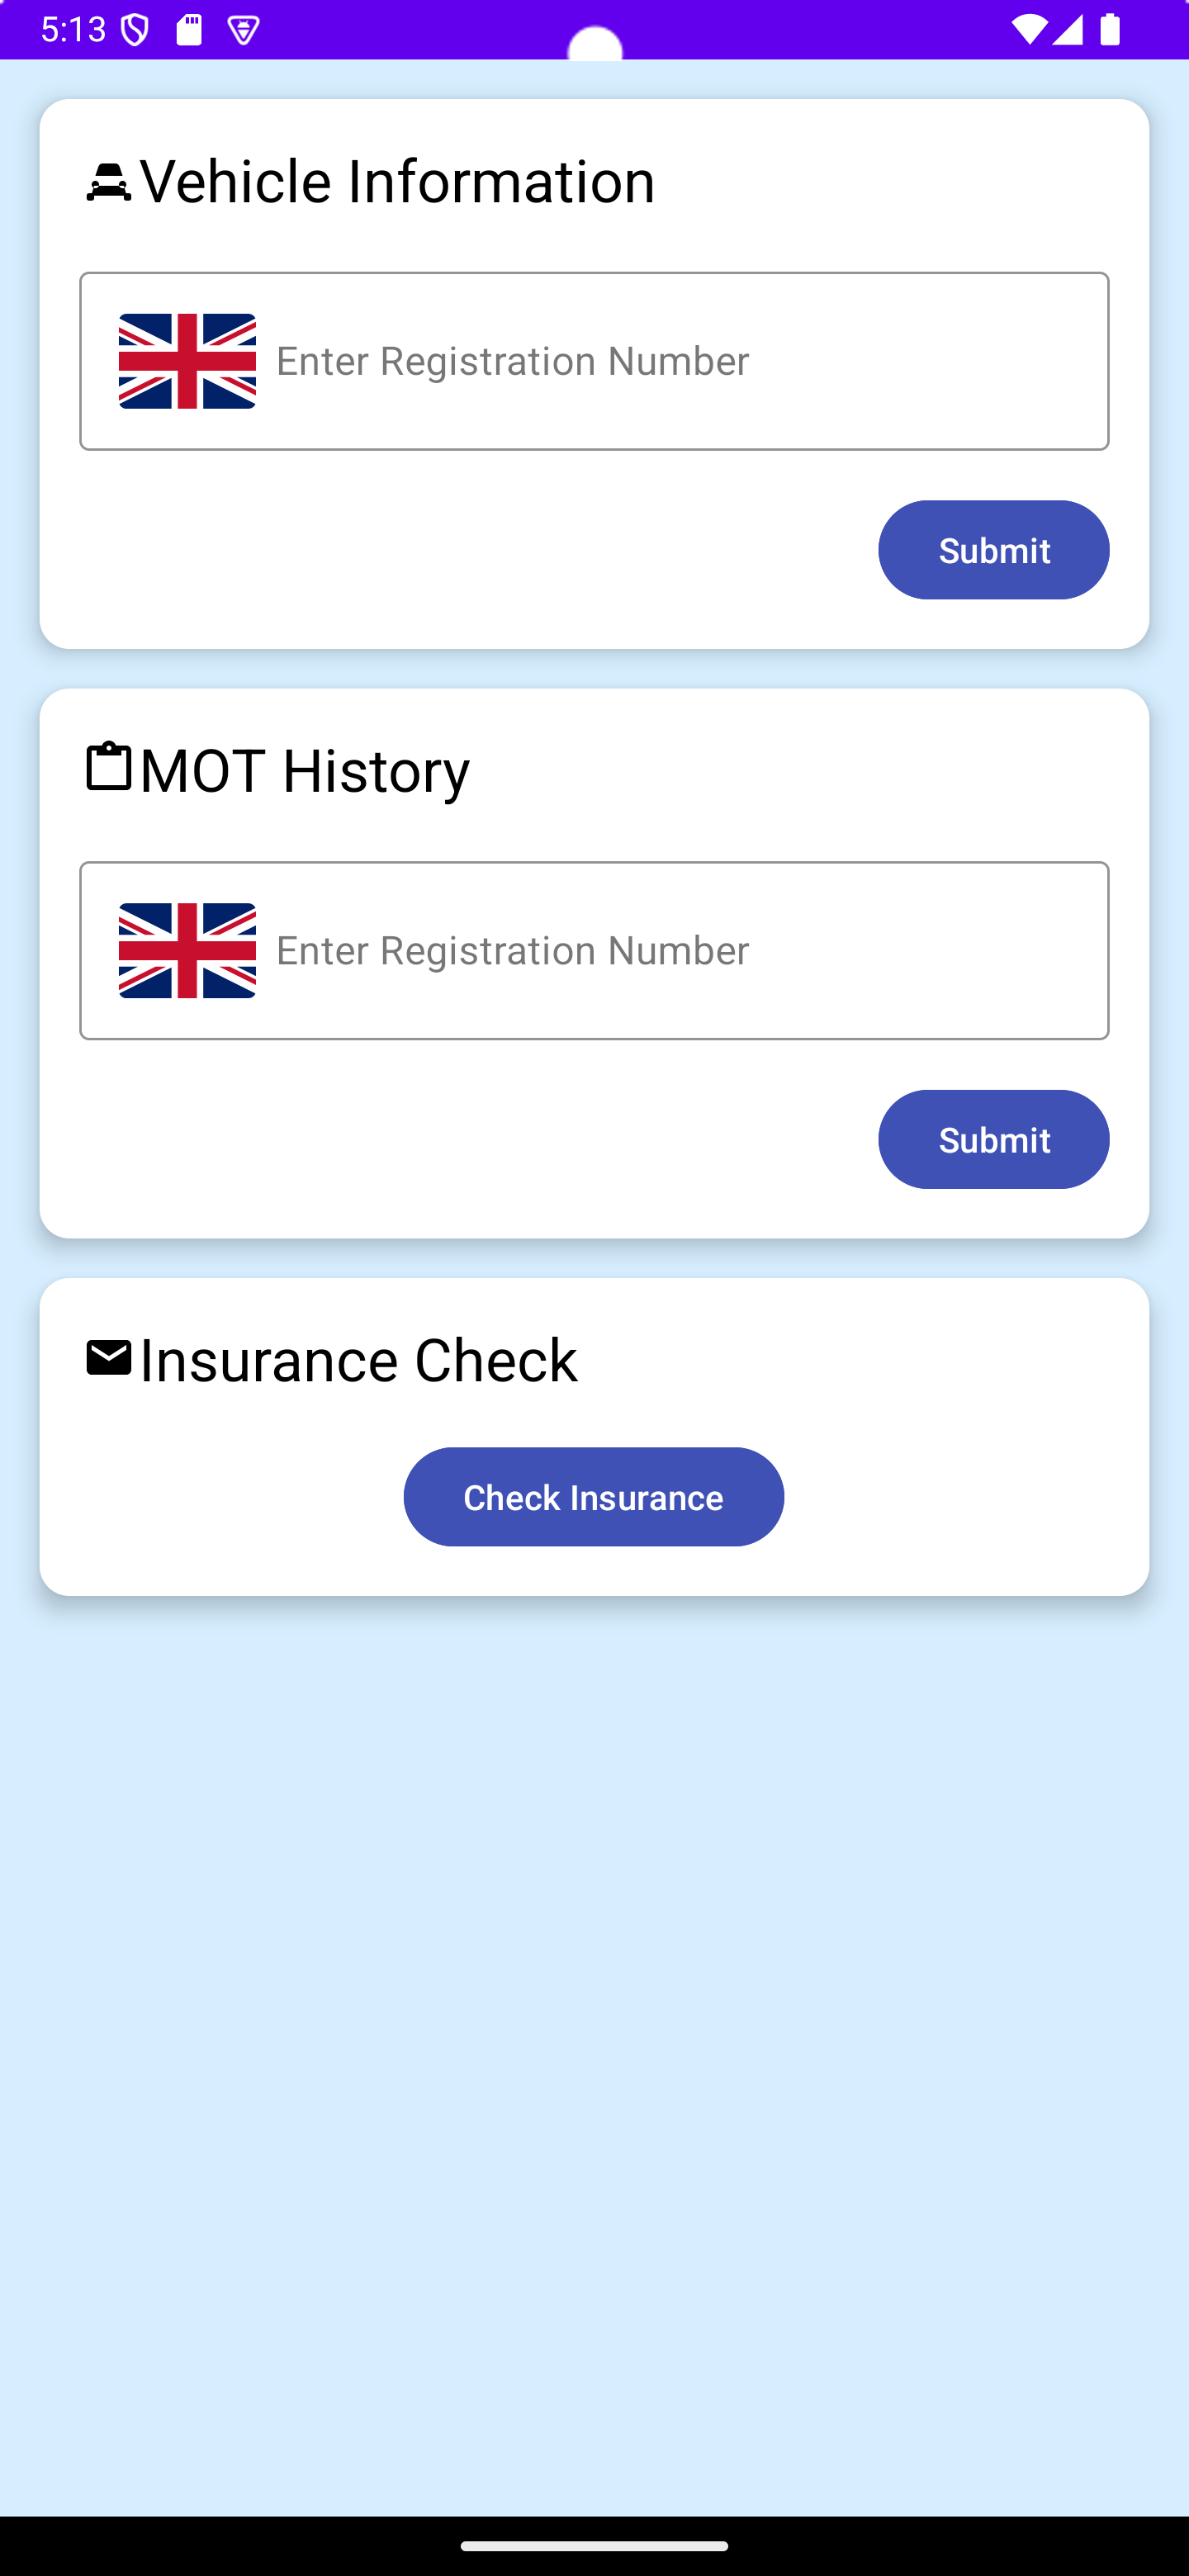 5:13
Vehicle Information
Enter Registration Number
Submit
MOT History
Enter Registration Number
Submit
Insurance Check
Check Insurance